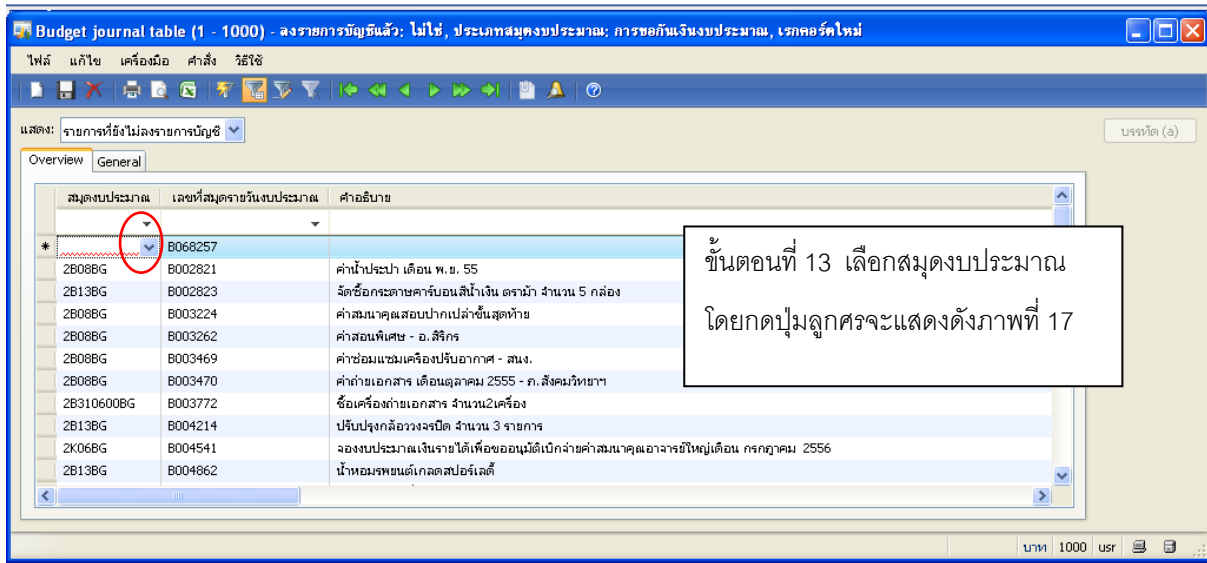 Budget journal table (1 - 1000) - ลงรายการบัญชีแล้ว: ไม่ใช่, ประเภทสมุดงบประมาณ: การขอกันเงินงบประมาณ, เรกคอร์ดใหม่
ไฟล์ แก้ไข เครื่องมือ คำสั่ง วิธีใช้
แสดง: รายการที่ยังไม่ลงรายการบัญชี บรรทัด (a)
Overview General
สมุดงบประมาณ เลขที่สมุดรายวันงบประมาณ คำอธิบาย
* B068257
2B08BG B002821 ค่าน้ำประปา เดือน พ.ย. 55
2B13BG B002823 จัดซื้อกระดาษคาร์บอนสีน้ำเงิน ตราม้า จำนวน 5 กล่อง
2B08BG B003224 ค่าสมนาคุณสอบปากเปล่าขั้นสุดท้าย
2B08BG B003262 ค่าสอนพิเศษ - อ.สิริกร
2B08BG B003469 ค่าซ่อมแซมเครื่องปรับอากาศ - สนง.
2B08BG B003470 ค่าถ่ายเอกสาร เดือนตุลาคม 2555 - ภ.สังคมวิทยาฯ
2B310600BG B003772 ซื้อเครื่องถ่ายเอกสาร จำนวน2เครื่อง
2B13BG B004214 ปรับปรุงกล้องวงจรปิด จำนวน 3 รายการ
2K06BG B004541 จองงบประมาณเงินรายได้เพื่อขออนุมัติเบิกจ่ายค่าสมนาคุณอาจารย์ใหญ่เดือน กรกฎาคม 2556
2B13BG B004862 น้ำหอมรพยนต์เกลดสปอร์เลตี้
ขั้นตอนที่ 13 เลือกสมุดงบประมาณ
โดยกดปุ่มลูกศรจะแสดงดังภาพที่ 17
บาท 1000 usr